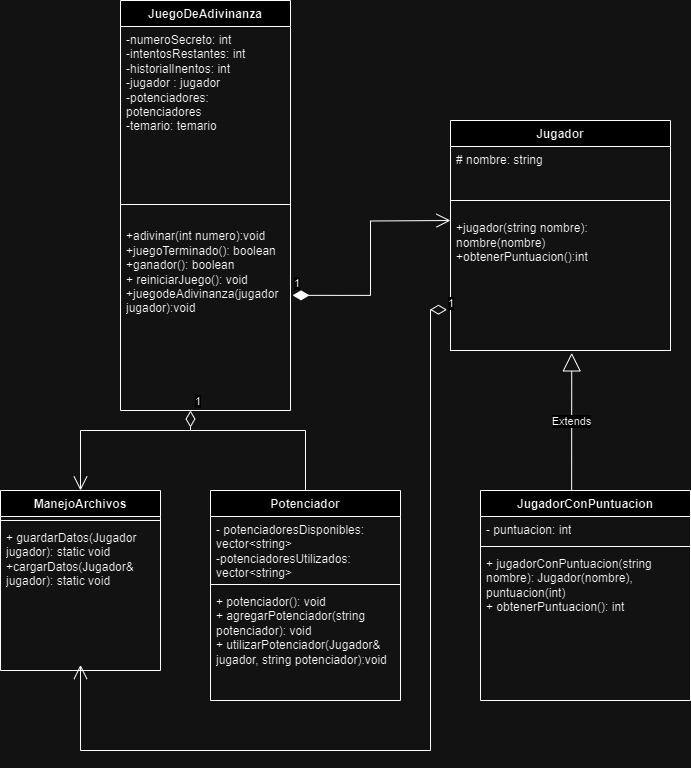 JuegoDeAdivinanza
-numeroSecreto: int
-intentosRestantes: int
-historialInentos: int
-jugador : jugador
-potenciadores:
potenciadores
-temario: temario
+adivinar(int numero):void
+juegoTerminado(): boolean
+ganador(): boolean
+ reiniciarJuego(): void
+juegodeAdivinanza(jugador
jugador):void
1
Jugador
# nombre: string
+jugador(string nombre):
nombre(nombre)
+obtenerPuntuacion():int
1
1
Extends
ManejoArchivos
+ guardarDatos(Jugador
jugador): static void
+cargarDatos(Jugador&
jugador): static void
Potenciador
- potenciadoresDisponibles:
vector<string>
-potenciadoresUtilizados:
vector<string>
+ potenciador(): void
+ agregarPotenciador(string
potenciador): void
+ utilizarPotenciador(Jugador&
jugador, string potenciador):void
JugadorConPuntuacion
- puntuacion: int
+ jugadorConPuntuacion(string
nombre): Jugador(nombre),
puntuacion(int)
+ obtenerPuntuacion(): int